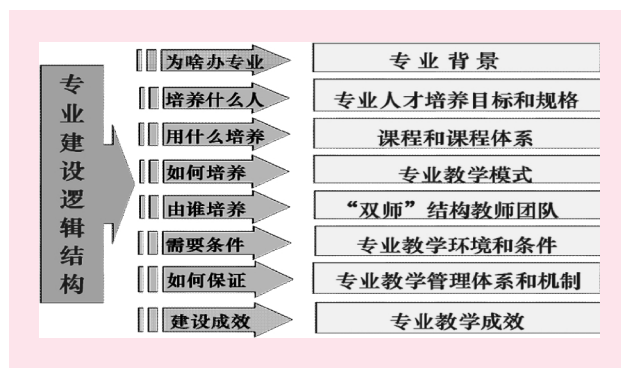 专业建设逻辑结构
为啥办专业 专业背景
培养什么人 专业人才培养目标和规格
用什么培养 课程和课程体系
如何培养 专业教学模式
由谁培养 “双师”结构教师团队
需要条件 专业教学环境和条件
如何保证 专业教学管理体系和机制
建设成效 专业教学成效